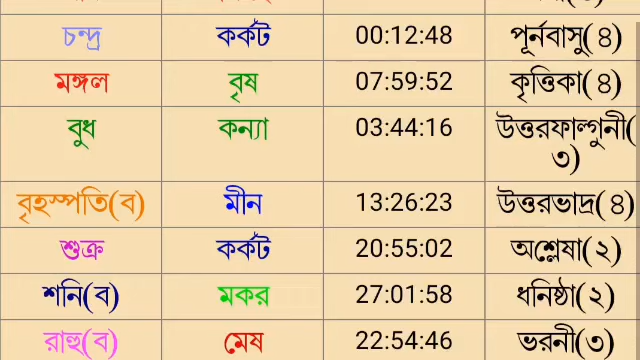 চন্দ্র কর্কট 00:12:48 পূর্নবাসু(৪)
মঙ্গল বৃষ 07:59:52 কৃত্তিকা(৪)
বুধ কন্যা 03:44:16 উত্তরফাল্গুনী(
৩)
বৃহস্পতি(ব) মীন 13:26:23 উত্তরভাদ্র(৪)
শুক্র কর্কট 20:55:02 অশ্লেষা(২)
শনি(ব) মকর 27:01:58 ধনিষ্ঠা(২)
রাহু(ব) মেষ 22:54:46 ভরনী(৩)